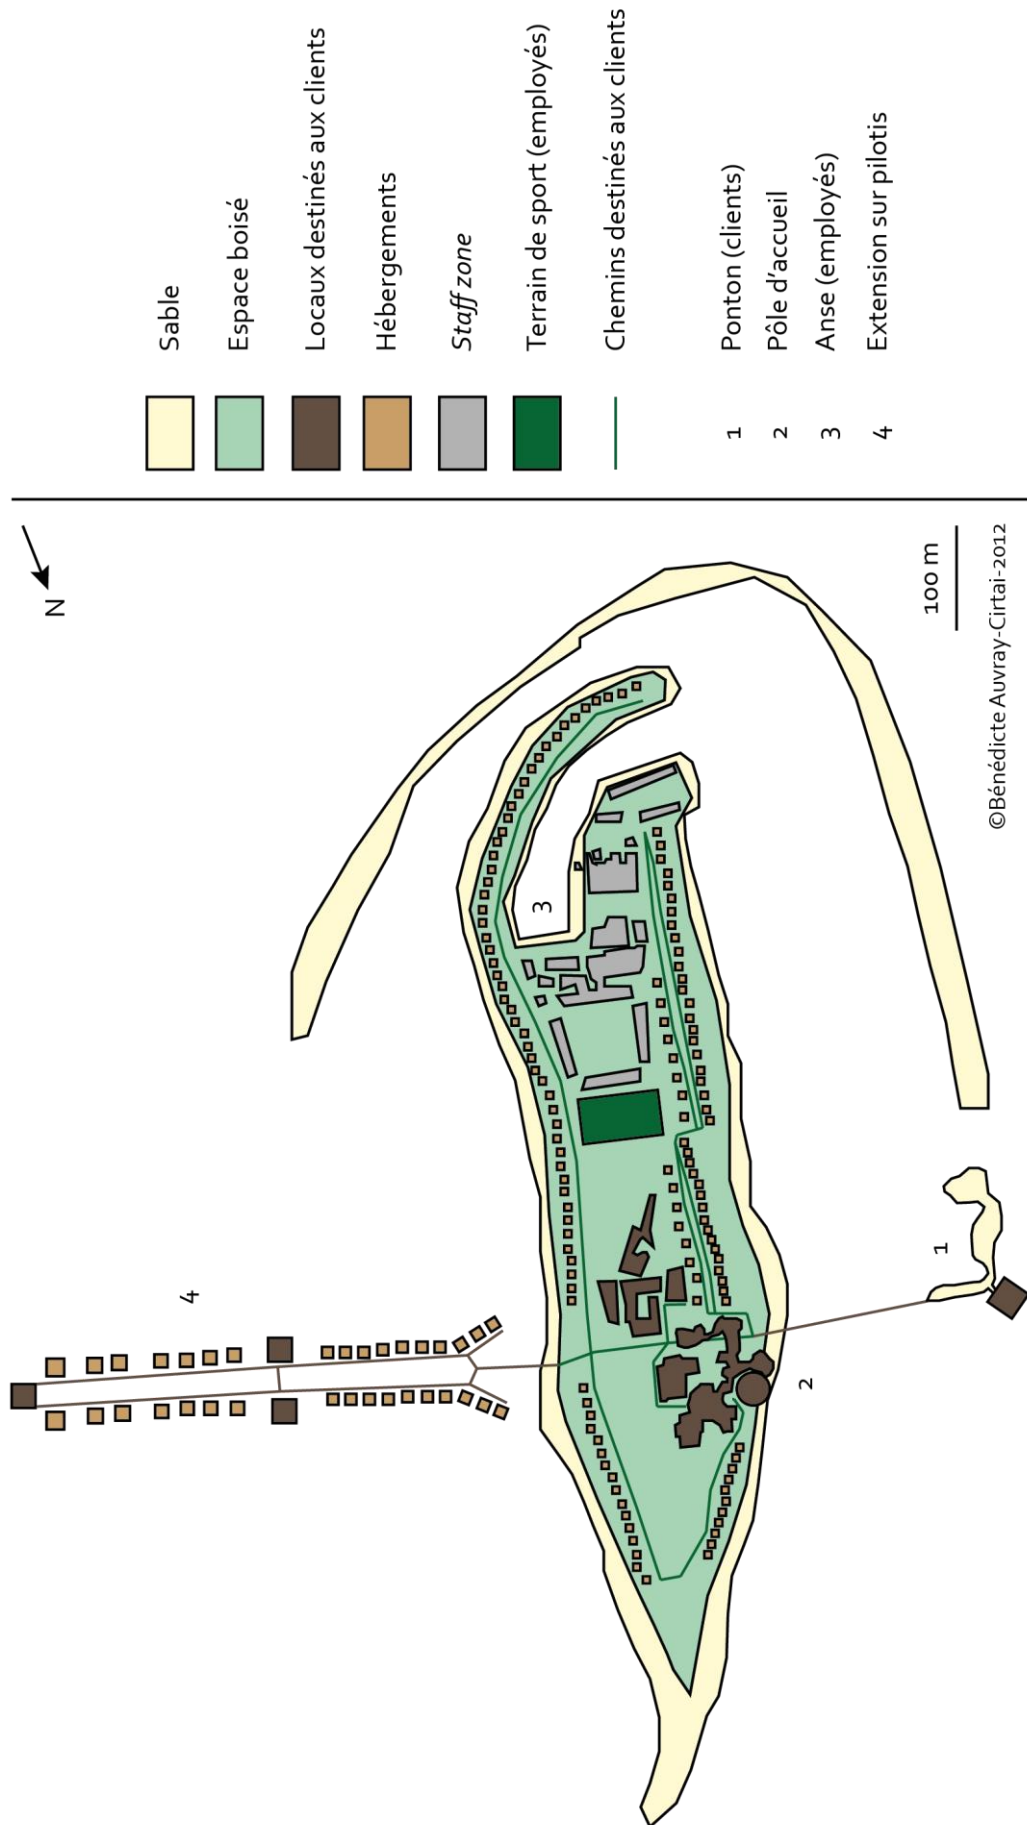 Sable
Espace boisé
Locaux destinés aux clients
Hébergements
Staff zone
Terrain de sport (employés)
Chemins destinés aux clients
1 Ponton (clients)
2 Pôle d'accueil
3 Anse (employés)
4 Extension sur pilotis
N
4
3
1
2
100 m
©Bénédicte Auvray-Cirtai-2012